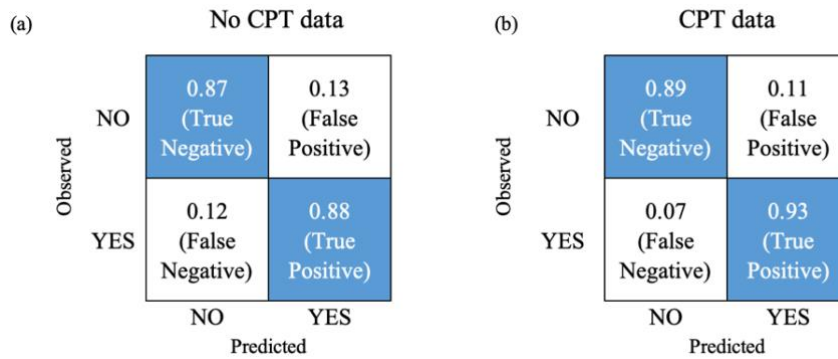 (a)
No CPT data
Observed
NO
0.87
(True
Negative)
0.13
(False
Positive)
YES
0.12
(False
Negative)
0.88
(True
Positive)
NO
YES
Predicted
(b)
CPT data
Observed
NO
0.89
(True
Negative)
0.11
(False
Positive)
YES
0.07
(False
Negative)
0.93
(True
Positive)
NO
YES
Predicted